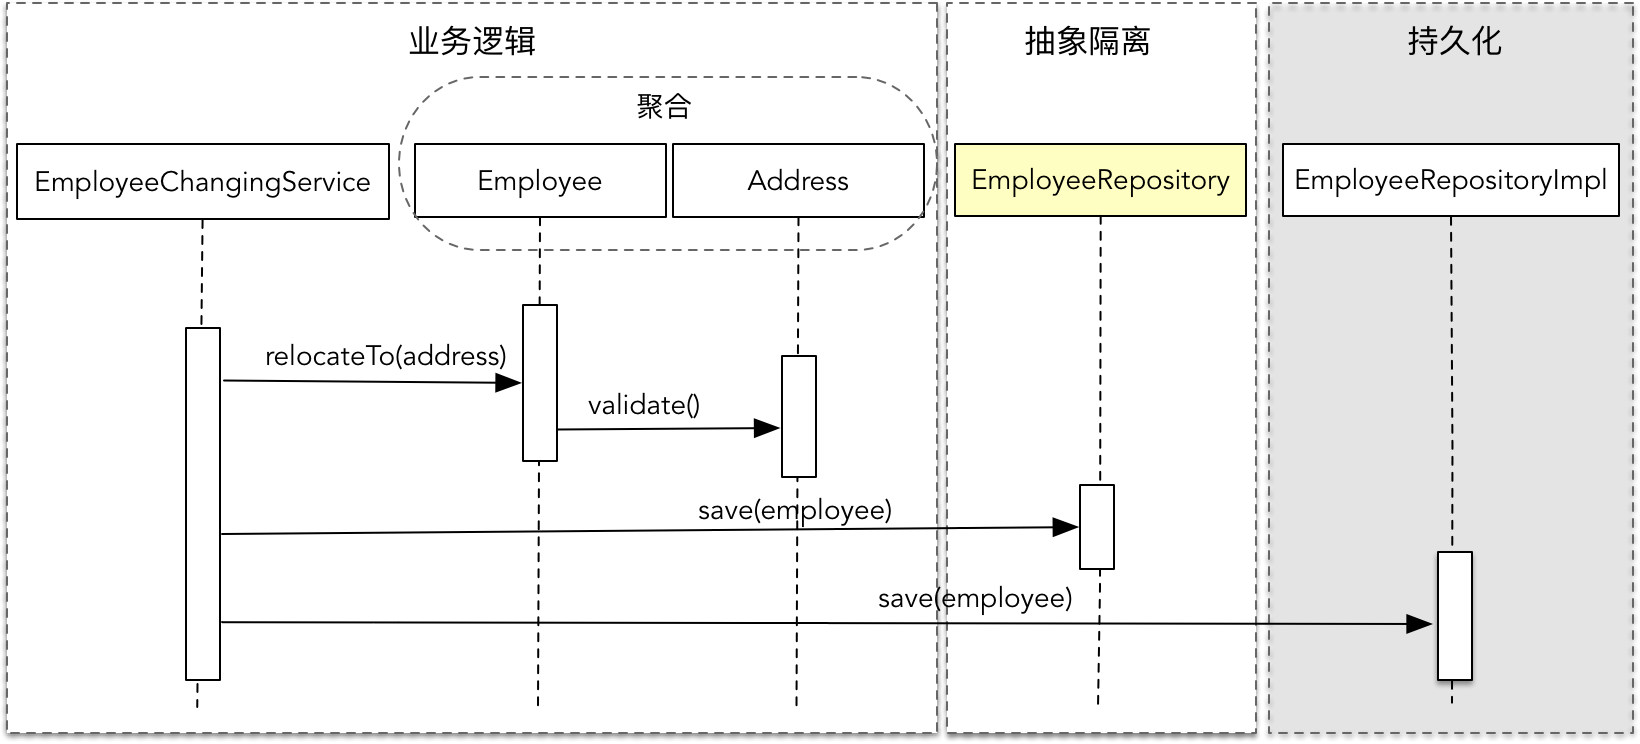 业务逻辑
抽象隔离
持久化
聚合
EmployeeChangingService
Employee
Address
EmployeeRepository
EmployeeRepositoryImpl
relocateTo(address)
validate()
save(employee)
save(employee)